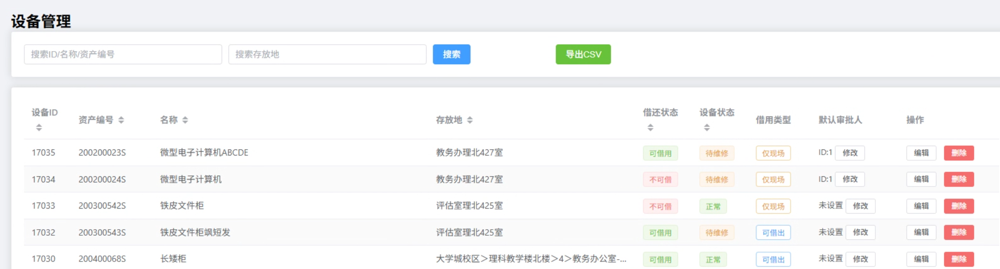 设备管理
搜索ID/名称/资产编号 搜索存放地 搜索 导出CSV
设备ID 资产编号 名称 存放地 借还状态 设备状态 借用类型 默认审批人 操作
17035 200200023S 微型电子计算机ABCDE 教务办理北427室 可借用 待维修 仅现场 ID:1 修改 编辑 删除
17034 200200024S 微型电子计算机 教务办理北427室 不可借 待维修 仅现场 ID:1 修改 编辑 删除
17033 200300542S 铁皮文件柜 评估室理北425室 不可借 正常 仅现场 未设置 修改 编辑 删除
17032 200300543S 铁皮文件柜飒短发 评估室理北425室 可借用 待维修 可借出 未设置 修改 编辑 删除
17030 200400068S 长矮柜 大学城校区>理科教学楼北楼>4>教务办公室-... 可借用 正常 可借出 未设置 修改 编辑 删除